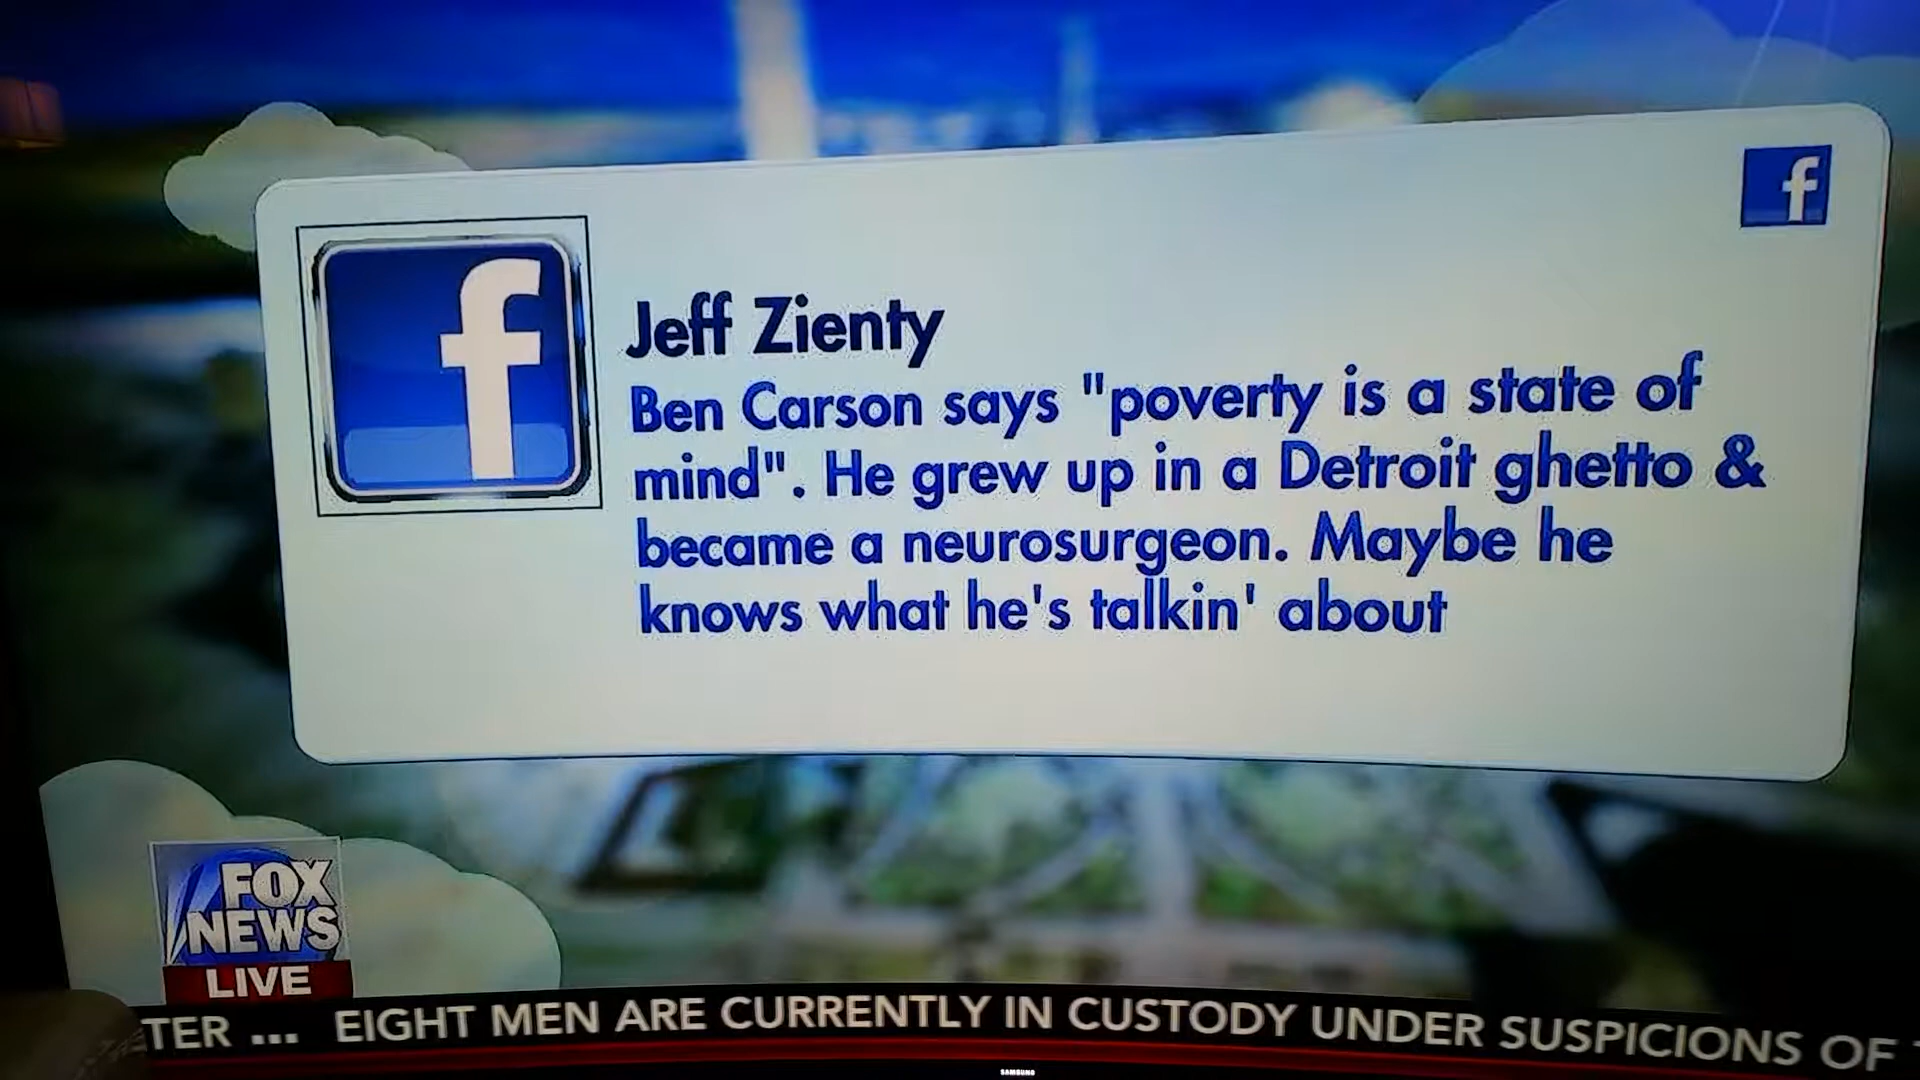 Jeff Zienty
Ben Carson says "poverty is a state of
mind". He grew up in a Detroit ghetto &
became a neurosurgeon. Maybe he
knows what he's talkin' about
FOX
NEWS
LIVE
TER ... EIGHT MEN ARE CURRENTLY IN CUSTODY UNDER SUSPICIONS OF
SAMSUNG